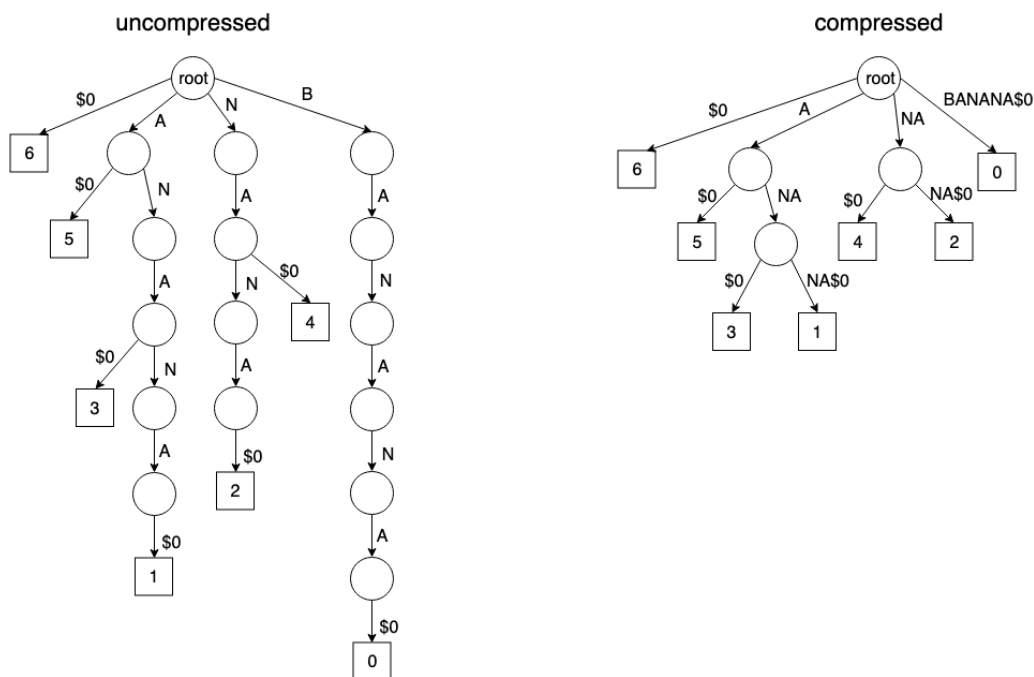 uncompressed compressed
root root
$0 A N B $0 A NA BANANA$0
6 6 0
$0 N A A $0 NA $0 NA$0
5 5 4 2
A N $0 N $0 NA$0
4 3 1
$0 N A A
3
A $0 N
2
$0 A
1
$0
0